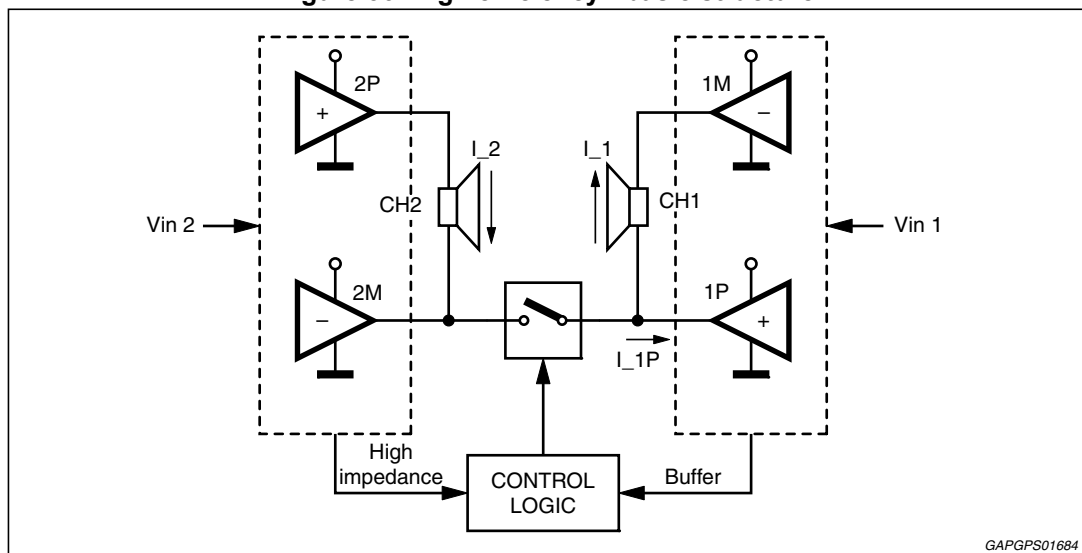 2P
1M
+
−
I_2
I_1
CH2
CH1
Vin 2
Vin 1
2M
1P
−
+
I_1P
High
impedance
CONTROL
LOGIC
Buffer
GAPGPS01684